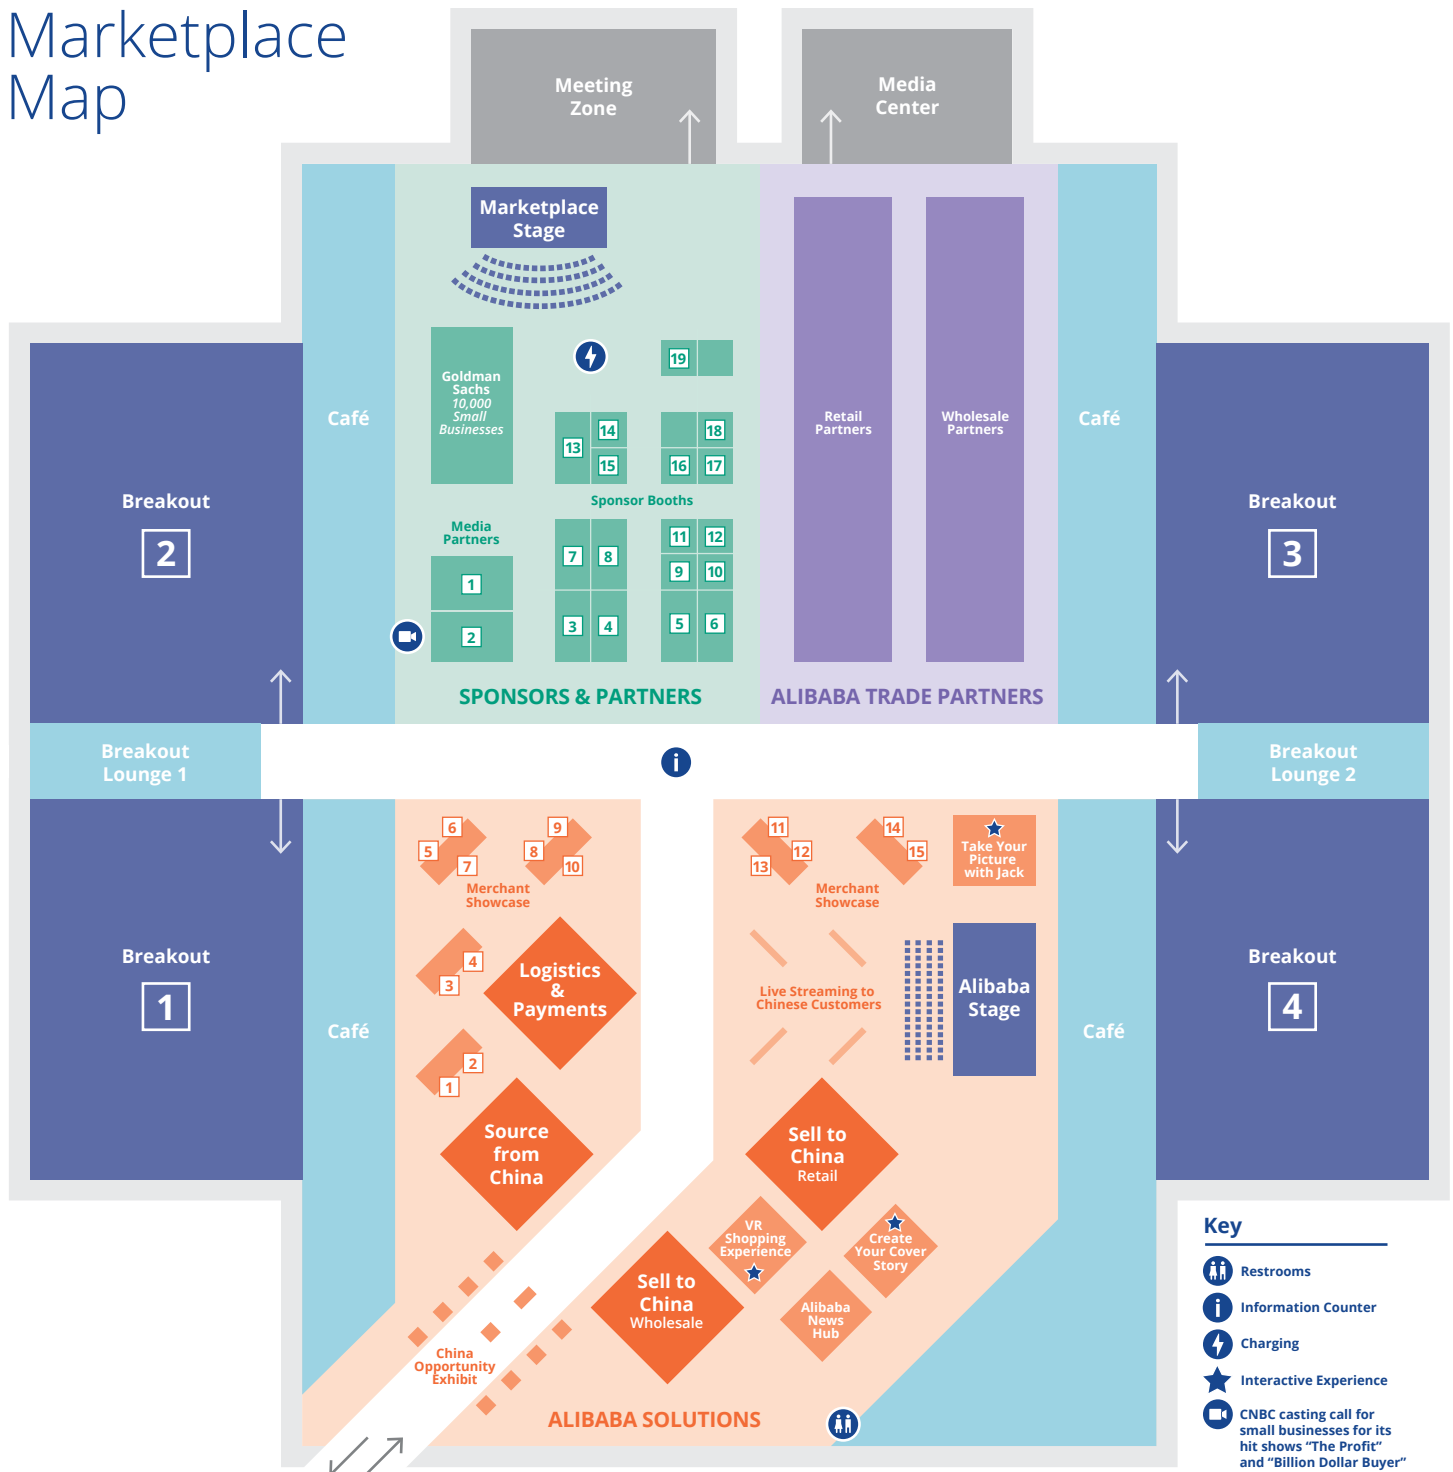 Marketplace
Map
Meeting
Zone
Media
Center
Marketplace
Stage
Goldman
Sachs
10,000
Small
Businesses
19
13
14
15
18
16
17
Sponsor Booths
Media
Partners
1
2
7
8
3
4
11
12
9
10
5
6
SPONSORS & PARTNERS
Retail
Partners
Wholesale
Partners
ALIBABA TRADE PARTNERS
Café
Café
Breakout
2
Breakout
3
Breakout
Lounge 1
i
Breakout
Lounge 2
Breakout
1
Breakout
4
Café
Café
6
5
7
9
8
10
Merchant
Showcase
11
12
13
14
15
Merchant
Showcase
Take Your
Picture
with Jack
4
3
Logistics
&
Payments
2
1
Source
from
China
Live Streaming to
Chinese Customers
Alibaba
Stage
Sell to
China
Retail
VR
Shopping
Experience
Create
Your Cover
Story
Sell to
China
Wholesale
Alibaba
News
Hub
China
Opportunity
Exhibit
ALIBABA SOLUTIONS
Key
Restrooms
i Information Counter
Charging
Interactive Experience
CNBC casting call for
small businesses for its
hit shows “The Profit”
and “Billion Dollar Buyer”